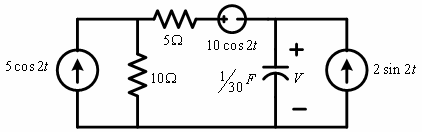 5Ω
10 cos 2t
5 cos 2t
10Ω
1/30 F
+
V
−
2 sin 2t